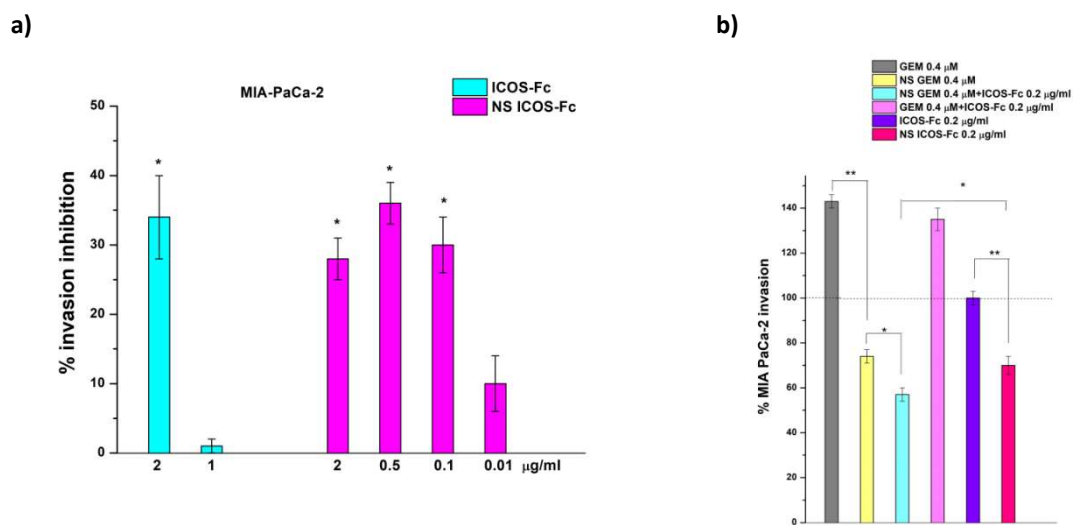 a)
MIA-PaCa-2
ICOS-Fc
NS ICOS-Fc
% invasion inhibition
50
40
30
20
10
0
*
*
*
*
2 1 2 0.5 0.1 0.01 μg/ml
b)
GEM 0.4 μM
NS GEM 0.4 μM
NS GEM 0.4 μM+ICOS-Fc 0.2 μg/ml
GEM 0.4 μM+ICOS-Fc 0.2 μg/ml
ICOS-Fc 0.2 μg/ml
NS ICOS-Fc 0.2 μg/ml
% MIA PaCa-2 invasion
140
120
100
80
60
40
20
0
**
*
*
**